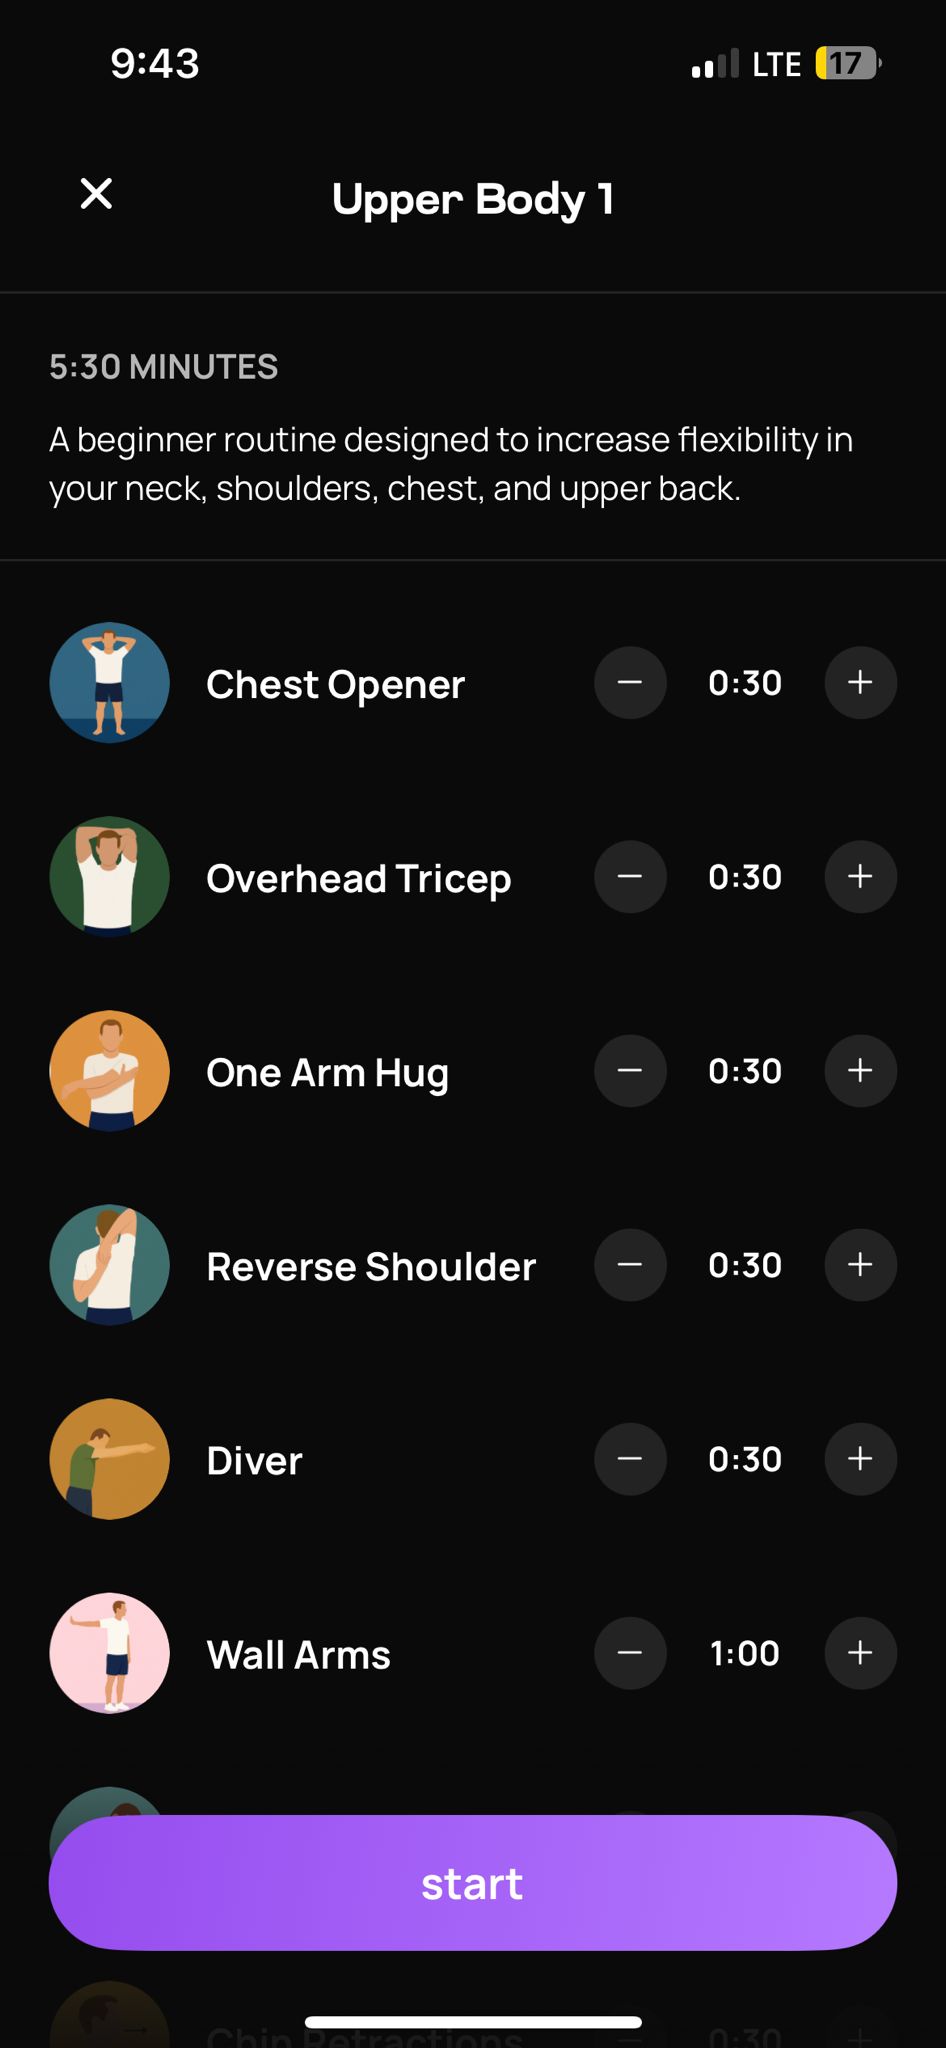 9:43
LTE 17
Upper Body 1
5:30 MINUTES
A beginner routine designed to increase flexibility in
your neck, shoulders, chest, and upper back.
Chest Opener
0:30
Overhead Tricep
0:30
One Arm Hug
0:30
Reverse Shoulder
0:30
Diver
0:30
Wall Arms
1:00
start
Chin Retractions
0:30